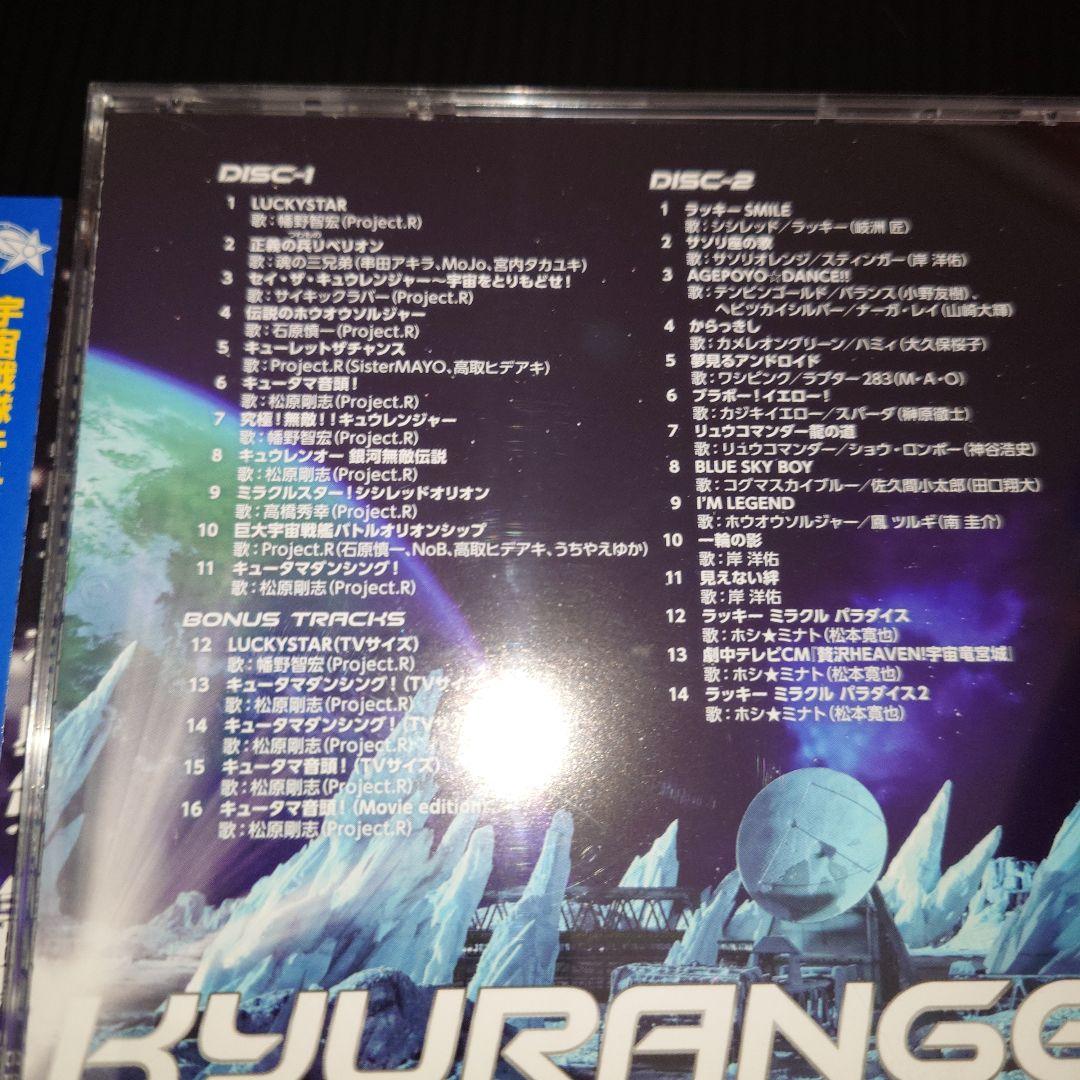 DISC-1
1 LUCKYSTAR
歌：幡野智宏(Project.R)
つわもの
2 正義の兵リベリオン
歌：魂の三兄弟(串田アキラ、MoJo、宮内タカユキ)
3 セイ・ザ・キュウレンジャー～宇宙をとりもどせ！
歌：サイキックラバー(Project.R)
4 伝説のホウオウソルジャー
歌：石原慎一(Project.R)
5 キューレットザチャンス
歌：Project.R(SisterMAYO、高取ヒデアキ)
6 キュータマ音頭！
歌：松原剛志(Project.R)
7 究極！無敵！！キュウレンジャー
歌：幡野智宏(Project.R)
8 キュウレンオー 銀河無敵伝説
歌：松原剛志(Project.R)
9 ミラクルスター！シシレッドオリオン
歌：高橋秀幸(Project.R)
10 巨大宇宙戦艦バトルオリオンシップ
歌：Project.R(石原慎一、NoB、高取ヒデアキ、うちやえゆか)
11 キュータマダンシング！
歌：松原剛志(Project.R)
BONUS TRACKS
12 LUCKYSTAR(TVサイズ)
歌：幡野智宏(Project.R)
13 キュータマダンシング！(TVサイズ
歌：松原剛志(Project.R)
14 キュータマダンシング！(TVサ
歌：松原剛志(Project.R)
15 キュータマ音頭！(TVサイズ)
歌：松原剛志(Project.R)
16 キュータマ音頭！(Movie edition)
歌：松原剛志(Project.R)
DISC-2
1 ラッキー SMILE
歌：シシレッド／ラッキー(岐洲 匠)
2 サソリ座の歌
歌：サソリオレンジ／スティンガー(岸 洋佑)
3 AGEPOYO☆DANCE!!
歌：テンビンゴールド／バランス(小野友樹)、
ヘビツカイシルバー／ナーガ・レイ(山崎大輝)
4 からっきし
歌：カメレオングリーン／ハミィ(大久保桜子)
5 夢見るアンドロイド
歌：ワシピンク／ラプター283(M・A・O)
6 ブラボー！イエロー！
歌：カジキイエロー／スパーダ(榊原徹士)
7 リュウコマンダー龍の道
歌：リュウコマンダー／ショウ・ロンポー(神谷浩史)
8 BLUE SKY BOY
歌：コグマスカイブルー／佐久間小太郎(田口翔大)
9 I'M LEGEND
歌：ホウオウソルジャー／鳳 ツルギ(南 圭介)
10 一輪の影
歌：岸 洋佑
11 見えない絆
歌：岸 洋佑
12 ラッキー ミラクル パラダイス
歌：ホシ★ミナト(松本寛也)
13 劇中テレビCM『贅沢HEAVEN!宇宙竜宮城』
歌：ホシ★ミナト(松本寛也)
14 ラッキー ミラクル パラダイス2
歌：ホシ★ミナト(松本寛也)
KYURANGE
宇宙戦隊キュ